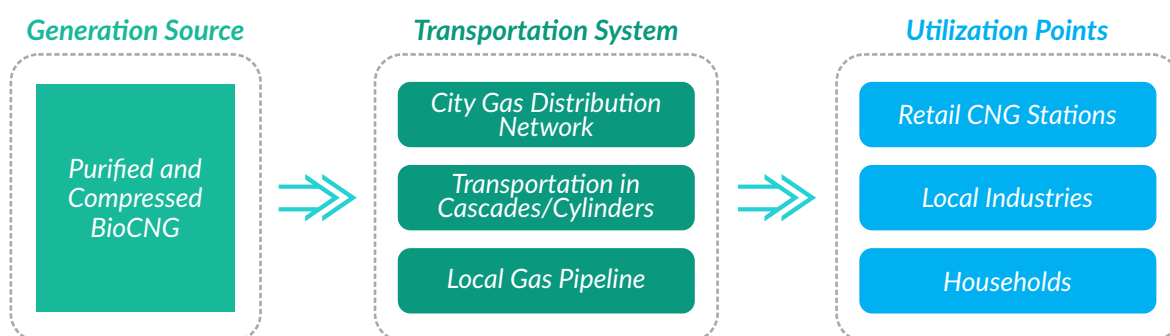 Generation Source
Purified and
Compressed
BioCNG
Transportation System
City Gas Distribution
Network
Transportation in
Cascades/Cylinders
Local Gas Pipeline
Utilization Points
Retail CNG Stations
Local Industries
Households